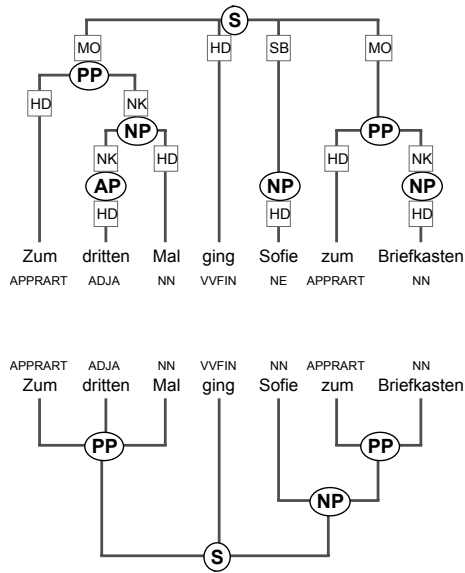 S
MO HD SB MO
PP
HD NK
NP PP
NK HD HD NK
AP NP NP
HD HD HD
Zum dritten Mal ging Sofie zum Briefkasten
APPRART ADJA NN VVFIN NE APPRART NN
APPRART ADJA NN VVFIN NN APPRART NN
Zum dritten Mal ging Sofie zum Briefkasten
PP PP
NP
S